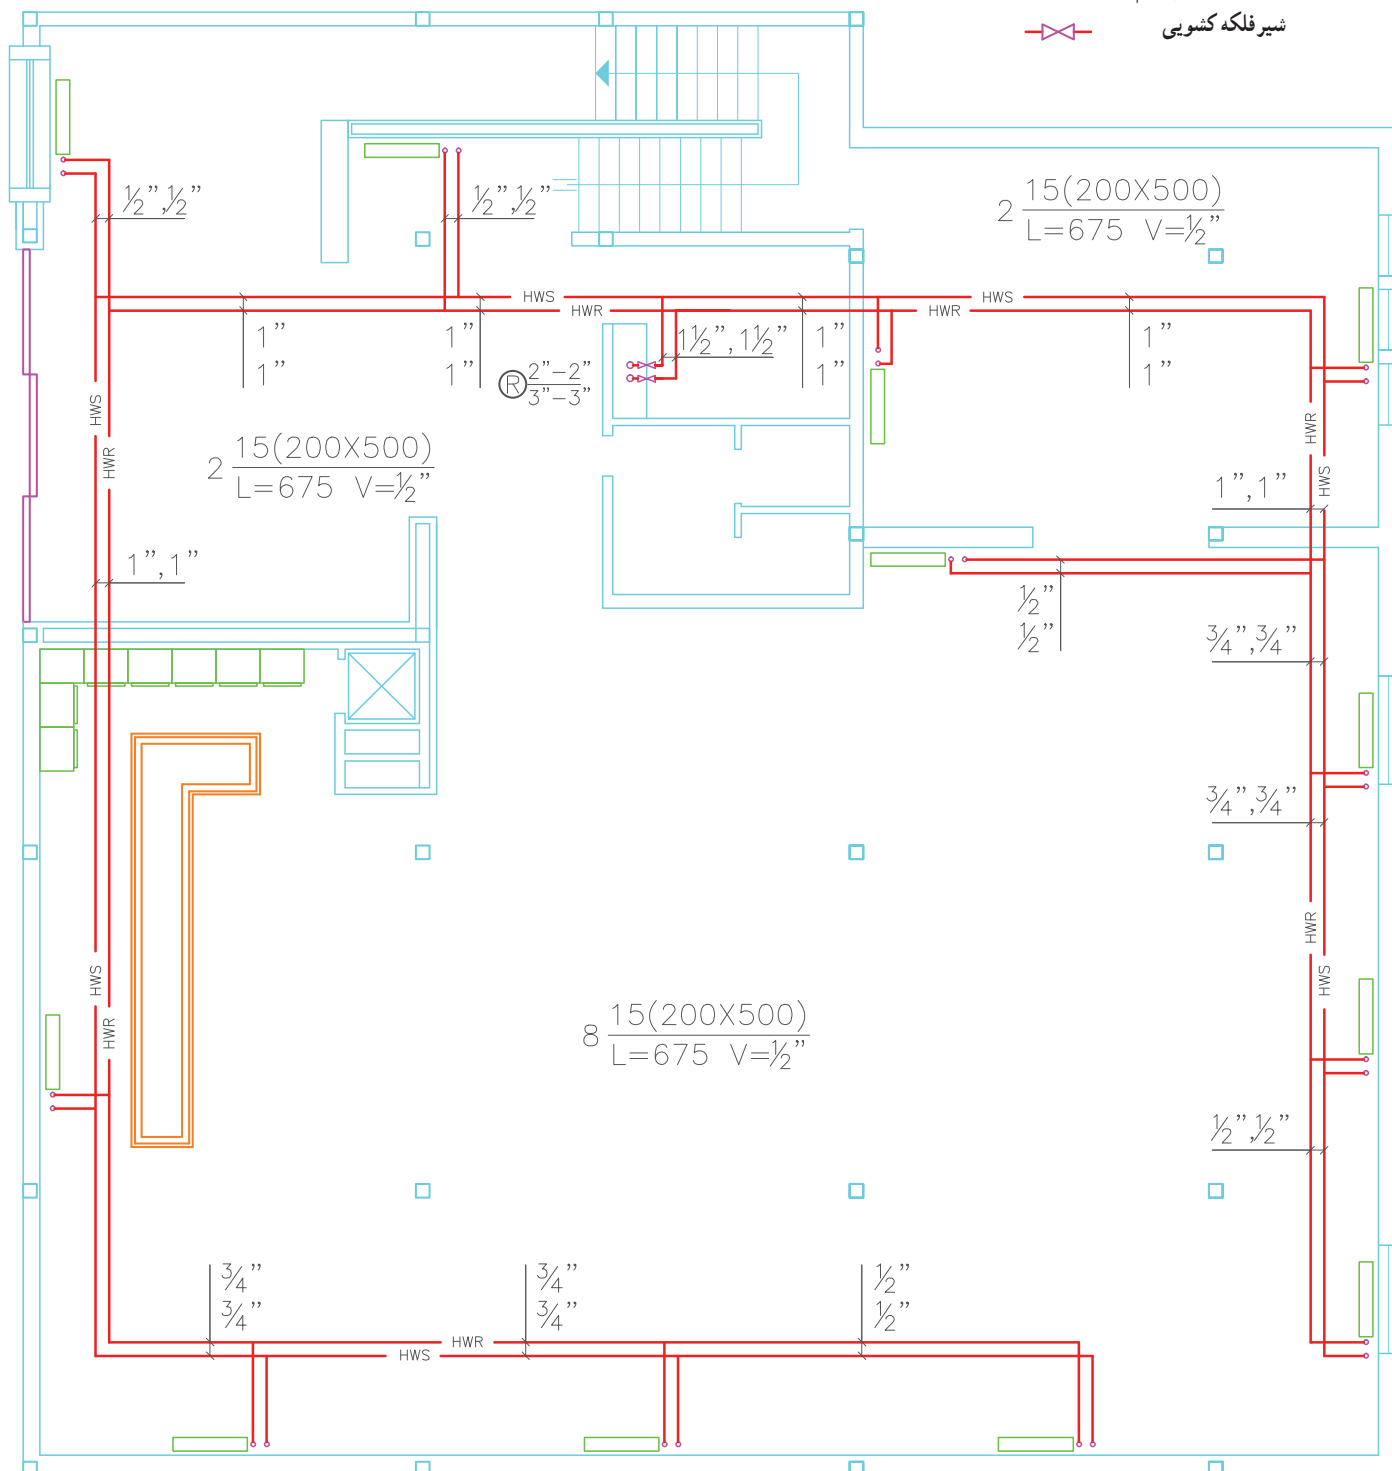 شیر فلکه کشویی
½”,½”
½”,½”
2 15(200X500)
L=675 V=½”
HWS
HWS
HWR
HWR
1”
1”
1”
1”
1½”, 1½”
1”
1”
1”
1”
R 2”-2”
3”-3”
HWS
HWR
HWR
HWS
2 15(200X500)
L=675 V=½”
1”,1”
1”,1”
½”
½”
¾”,¾”
¾”,¾”
HWS
HWR
HWR
HWS
8 15(200X500)
L=675 V=½”
½”,½”
¾”
¾”
¾”
¾”
½”
½”
HWR
HWS